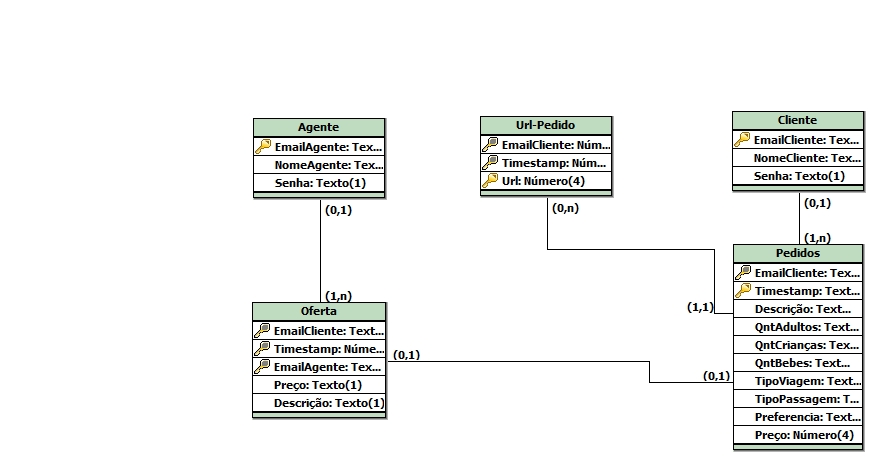 Agente
EmailAgente: Tex...
NomeAgente: Tex...
Senha: Texto(1)
(0,1)
(1,n)
Url-Pedido
EmailCliente: Núm...
Timestamp: Núm...
Url: Número(4)
(0,n)
(1,1)
Cliente
EmailCliente: Tex...
NomeCliente: Tex...
Senha: Texto(1)
(0,1)
(1,n)
Oferta
EmailCliente: Text...
Timestamp: Núme...
EmailAgente: Tex...
Preço: Texto(1)
Descrição: Texto(1)
(0,1)
(0,1)
Pedidos
EmailCliente: Tex...
Timestamp: Text...
Descrição: Text...
QntAdultos: Text...
QntCrianças: Tex...
QntBebes: Text...
TipoViagem: Text...
TipoPassagem: T...
Preferencia: Text...
Preço: Número(4)